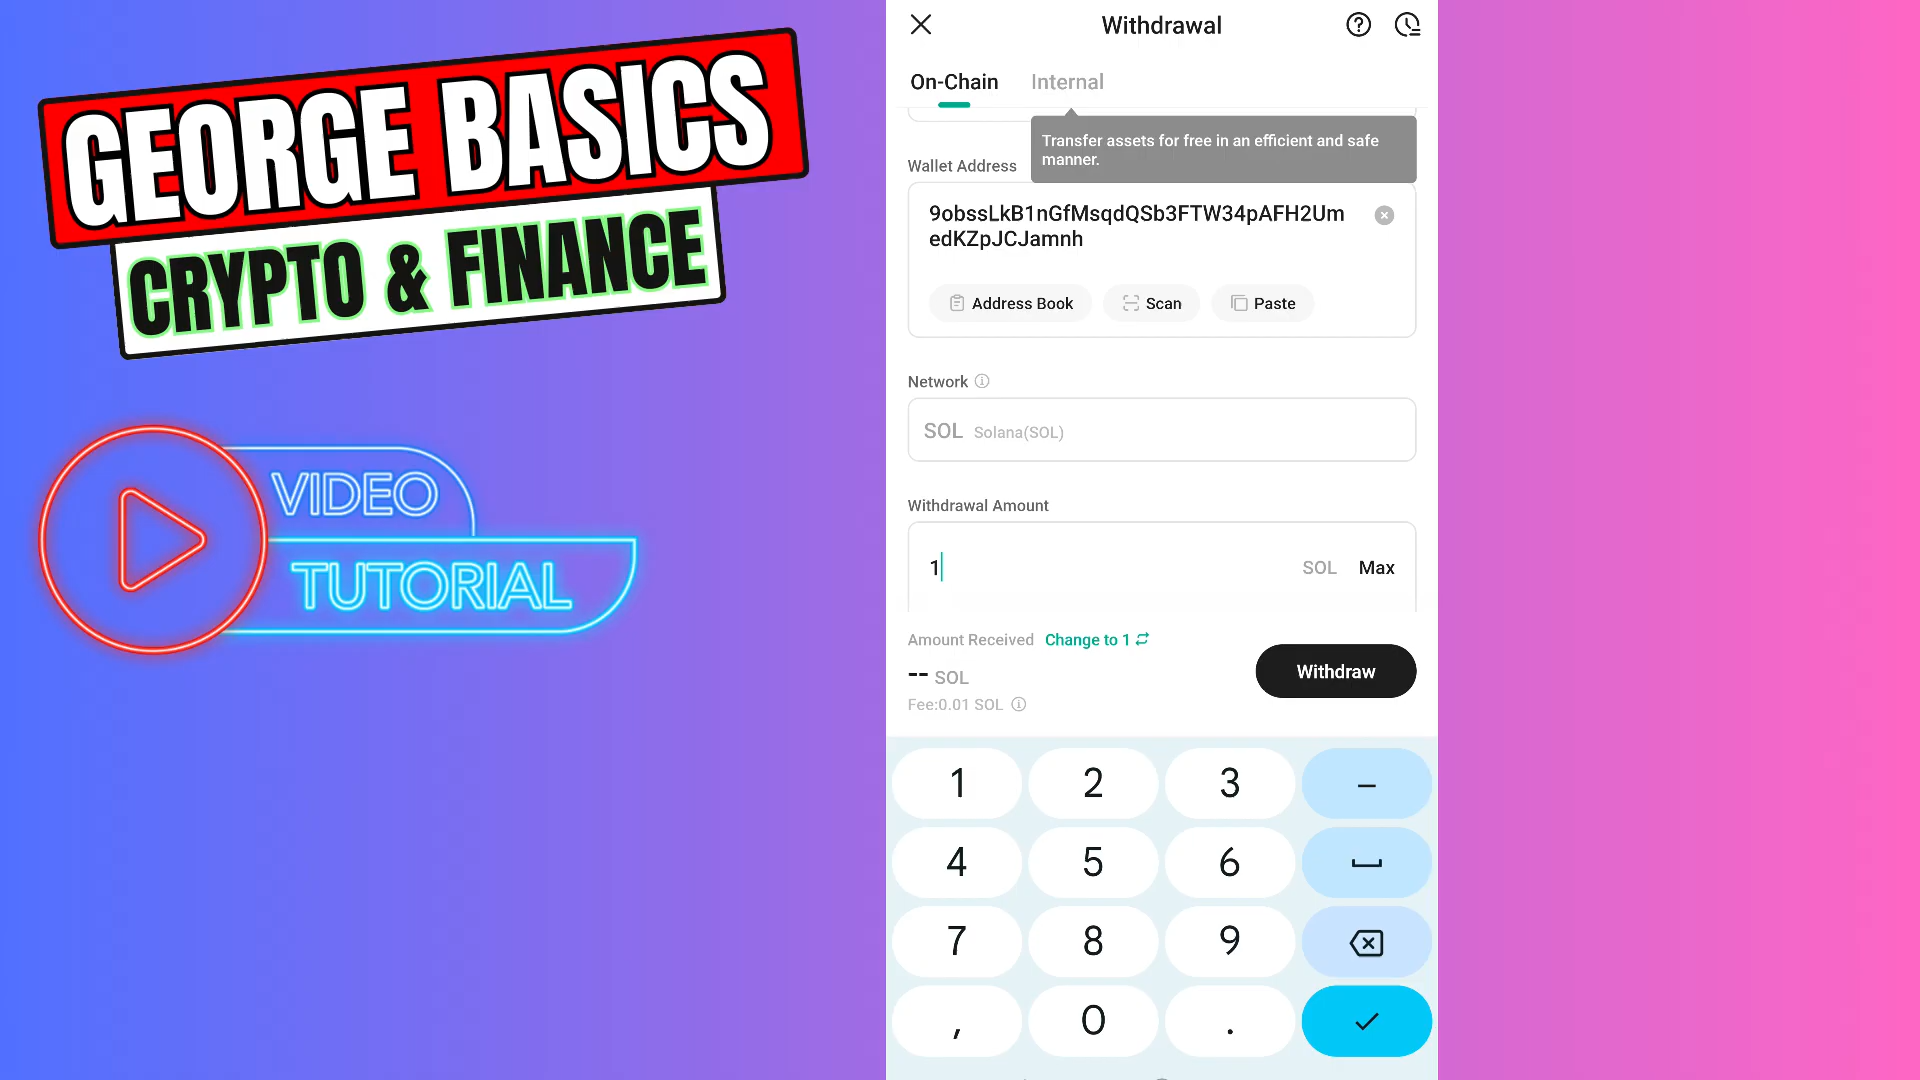 GEORGE BASICS
CRYPTO & FINANCE
VIDEO
TUTORIAL
Withdrawal
On-Chain Internal
Transfer assets for free in an efficient and safe
manner.
Wallet Address
9obssLkB1nGfMsqdQSb3FTW34pAFH2Um
edKZpJCJamnh
Address Book Scan Paste
Network
SOL Solana(SOL)
Withdrawal Amount
1 SOL Max
Amount Received Change to 1
-- SOL
Withdraw
Fee:0.01 SOL
1 2 3 –
4 5 6
7 8 9
, 0 .